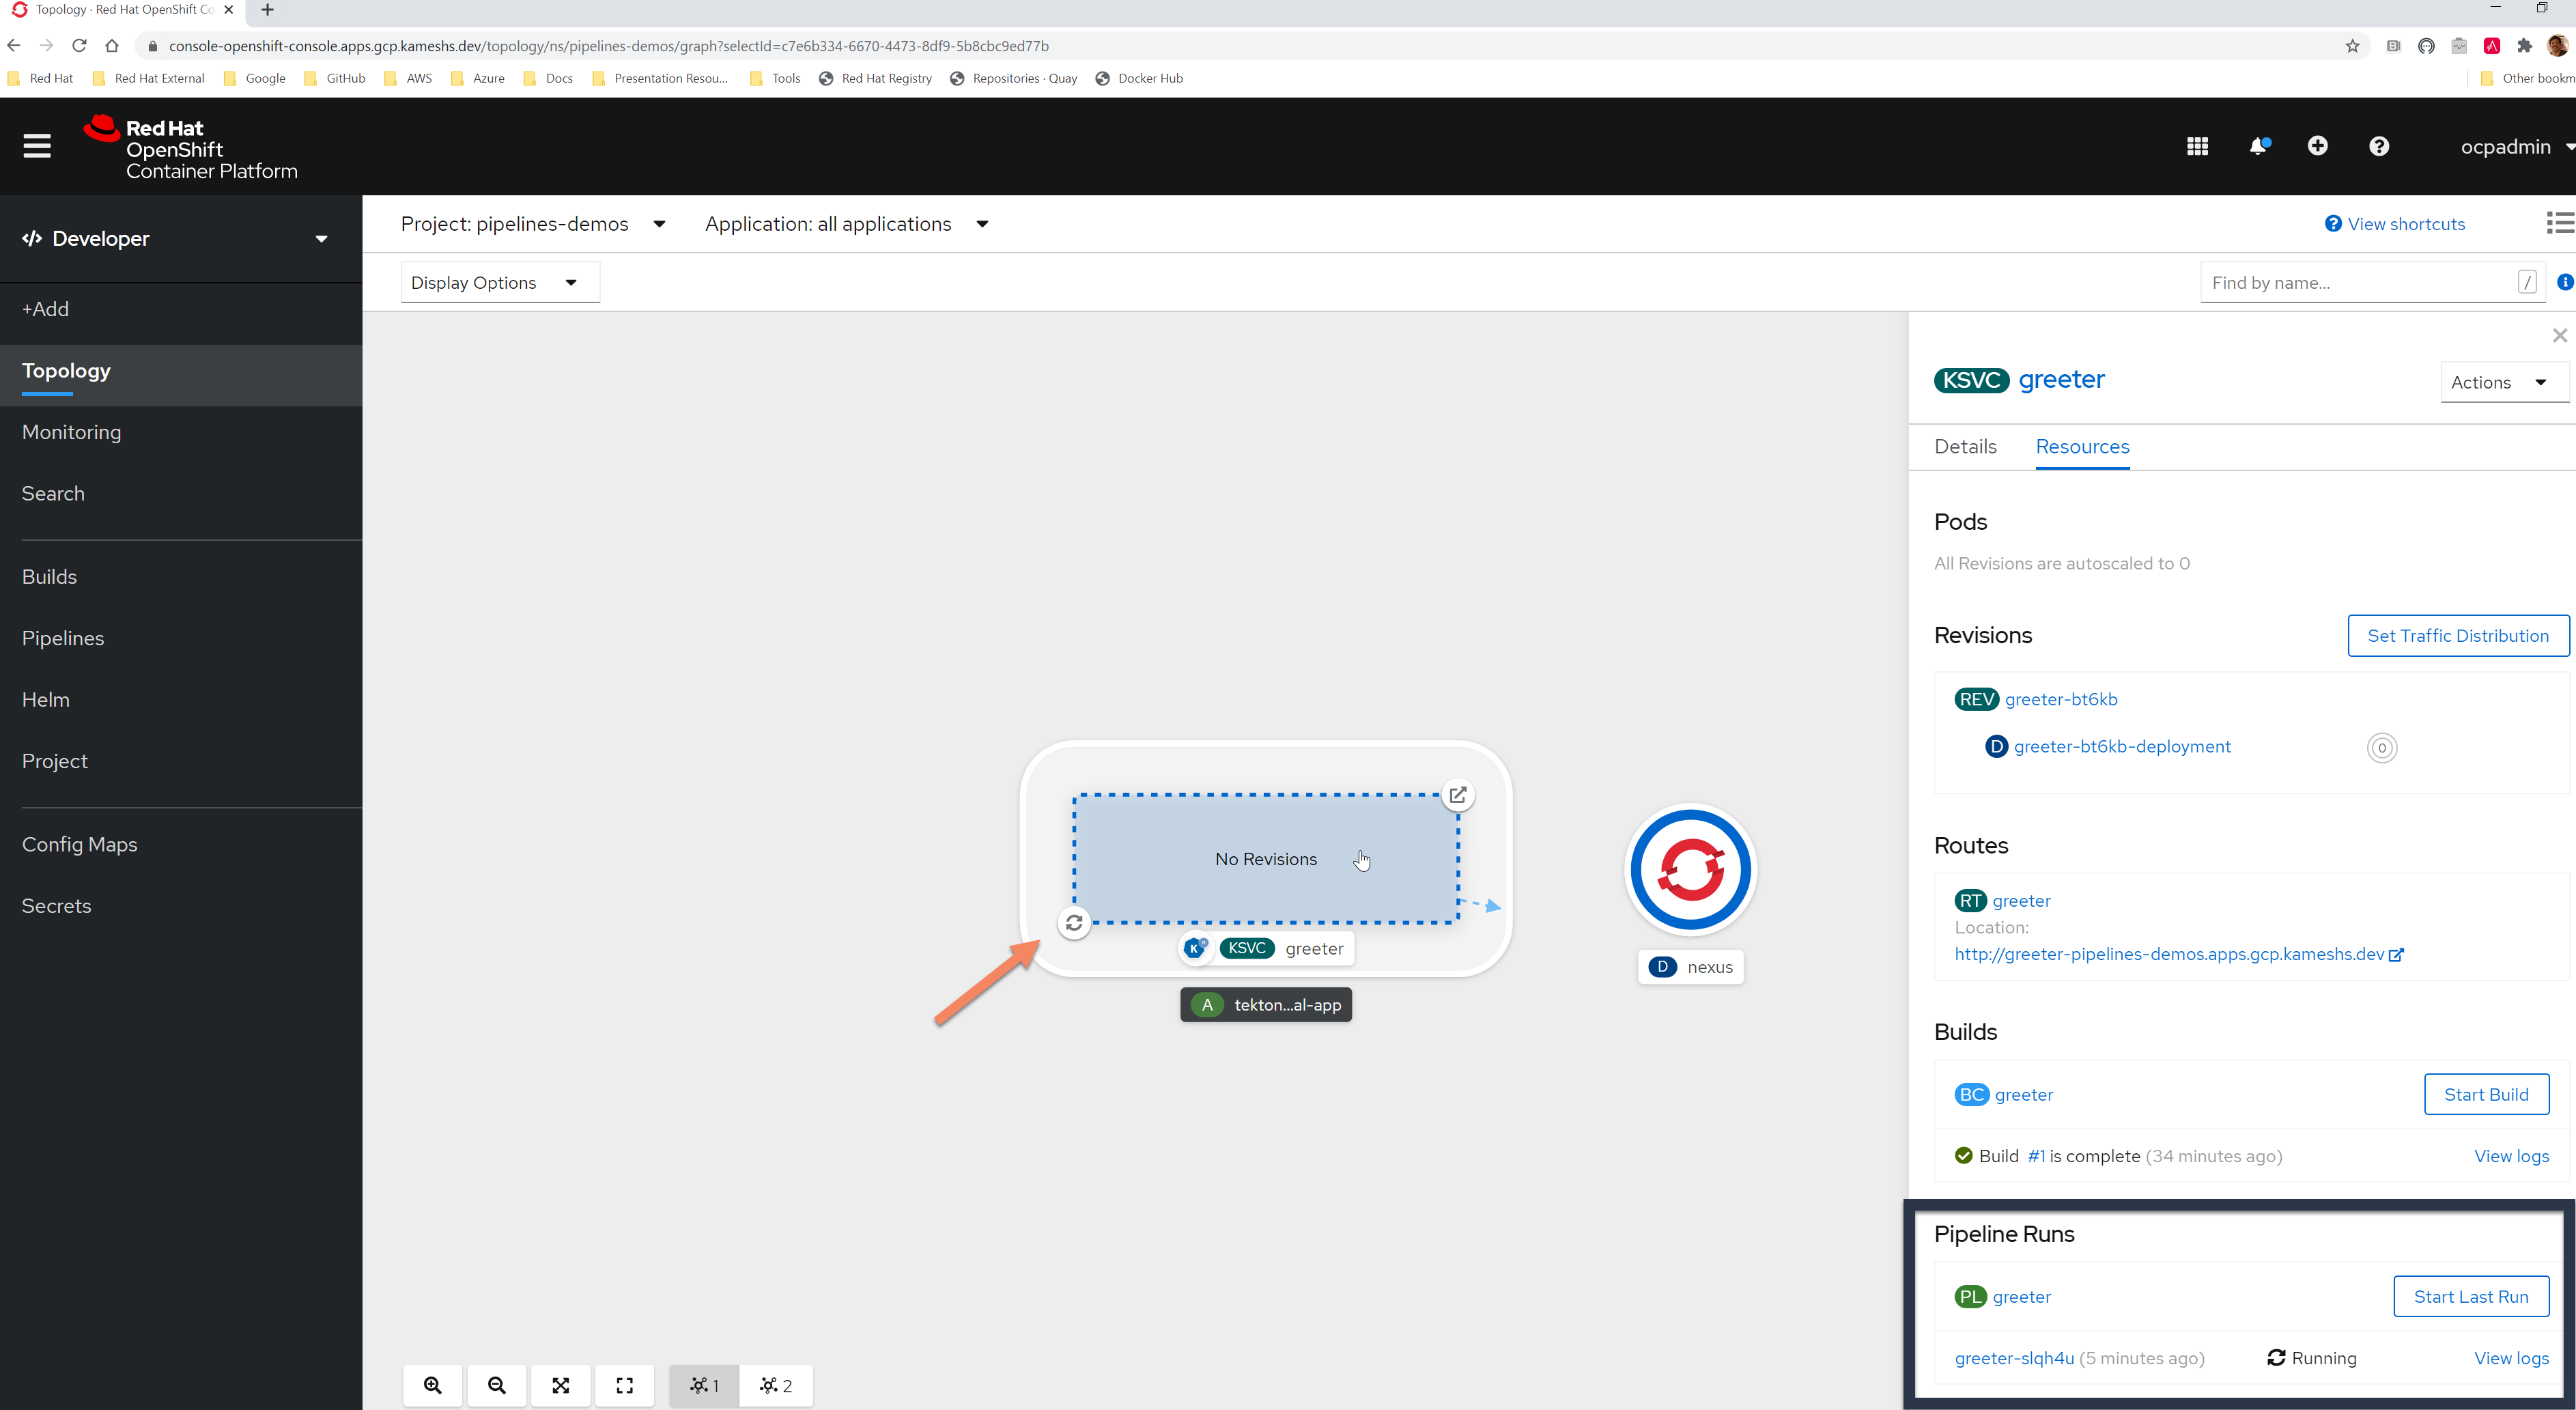 Topology · Red Hat OpenShift Co
console-openshift-console.apps.gcp.kameshs.dev/topology/ns/pipelines-demos/graph?selectId=c7e6b334-6670-4473-8df9-5b8cbc9ed77b
Red Hat
Red Hat External
Google
GitHub
AWS
Azure
Docs
Presentation Resou...
Tools
Red Hat Registry
Repositories · Quay
Docker Hub
Other bookm
Red Hat
OpenShift
Container Platform
ocpadmin
Developer
Project: pipelines-demos
Application: all applications
View shortcuts
Display Options
Find by name...
/
+Add
Topology
Monitoring
Search
Builds
Pipelines
Helm
Project
Config Maps
Secrets
No Revisions
KSVC greeter
A tekton...al-app
D nexus
1
2
KSVC greeter
Actions
Details
Resources
Pods
All Revisions are autoscaled to 0
Revisions
Set Traffic Distribution
REV greeter-bt6kb
D greeter-bt6kb-deployment
0
Routes
RT greeter
Location:
http://greeter-pipelines-demos.apps.gcp.kameshs.dev
Builds
BC greeter
Start Build
Build #1 is complete (34 minutes ago)
View logs
Pipeline Runs
PL greeter
Start Last Run
greeter-slqh4u (5 minutes ago)
Running
View logs